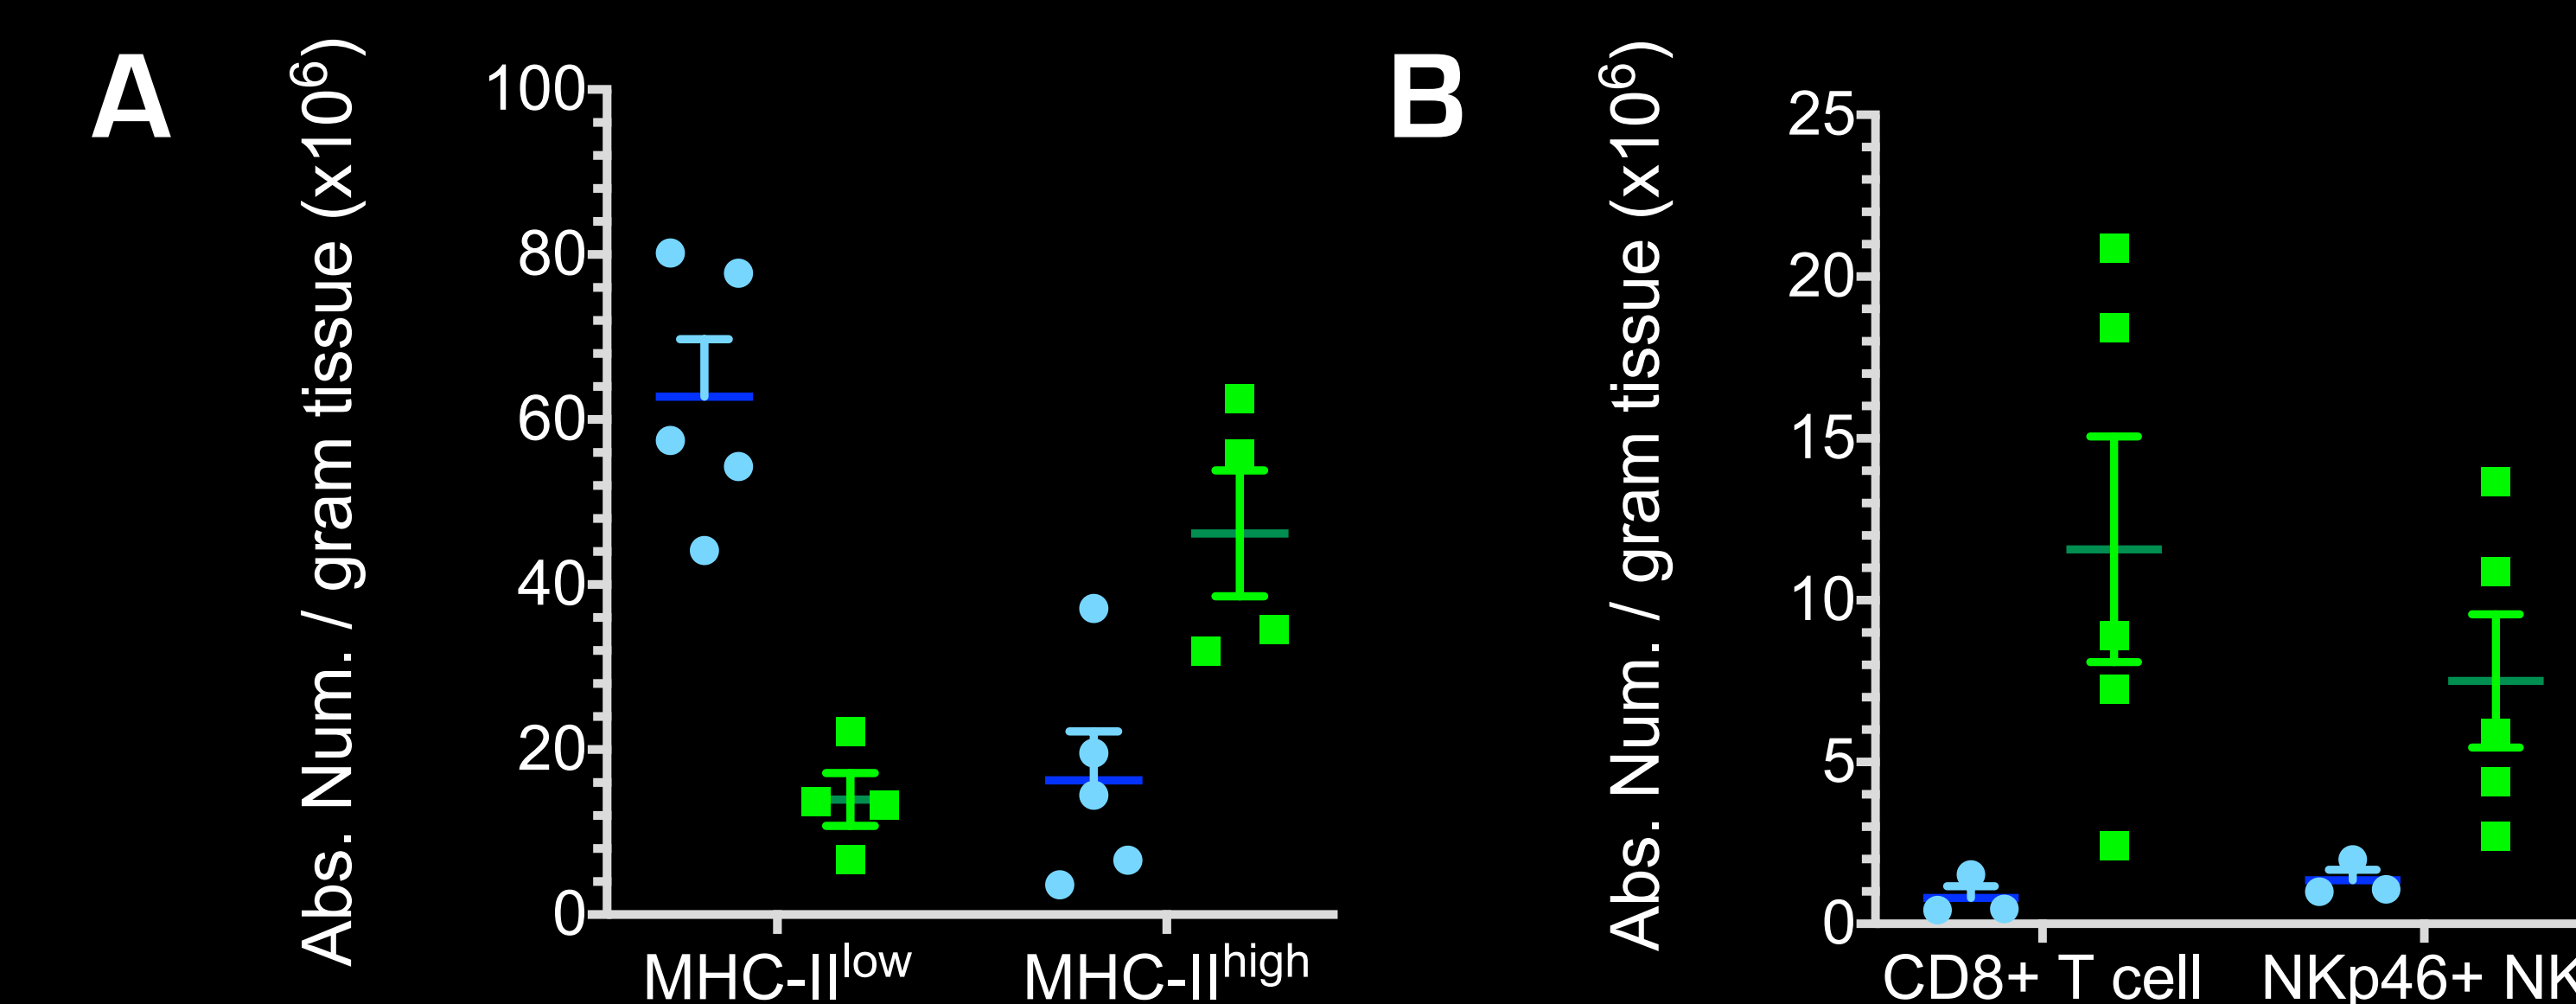 A
Abs. Num. / gram tissue (x10⁶)
100
80
60
40
20
0
MHC-IIˡᵒʷ
MHC-IIʰⁱᵍʰ
B
Abs. Num. / gram tissue (x10⁶)
25
20
15
10
5
0
CD8+ T cell
NKp46+ NK